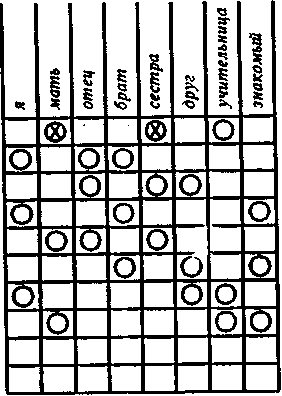 я
мать
отец
брат
сестра
друг
учительница
знакомый